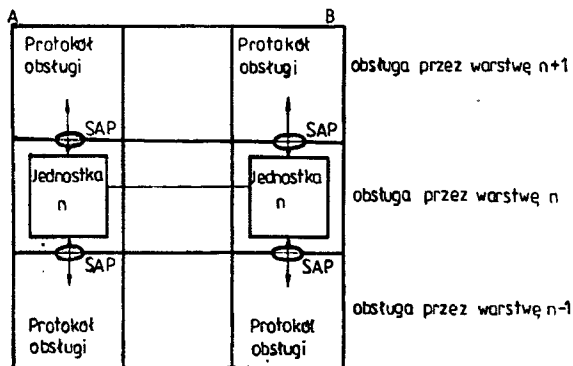 A B
Protokół Protokół
obsługi obsługi
obsługa przez warstwę n+1
SAP SAP
Jednostka Jednostka
n n
obsługa przez warstwę n
SAP SAP
obsługa przez warstwę n-1
Protokół Protokół
obsługi obsługi